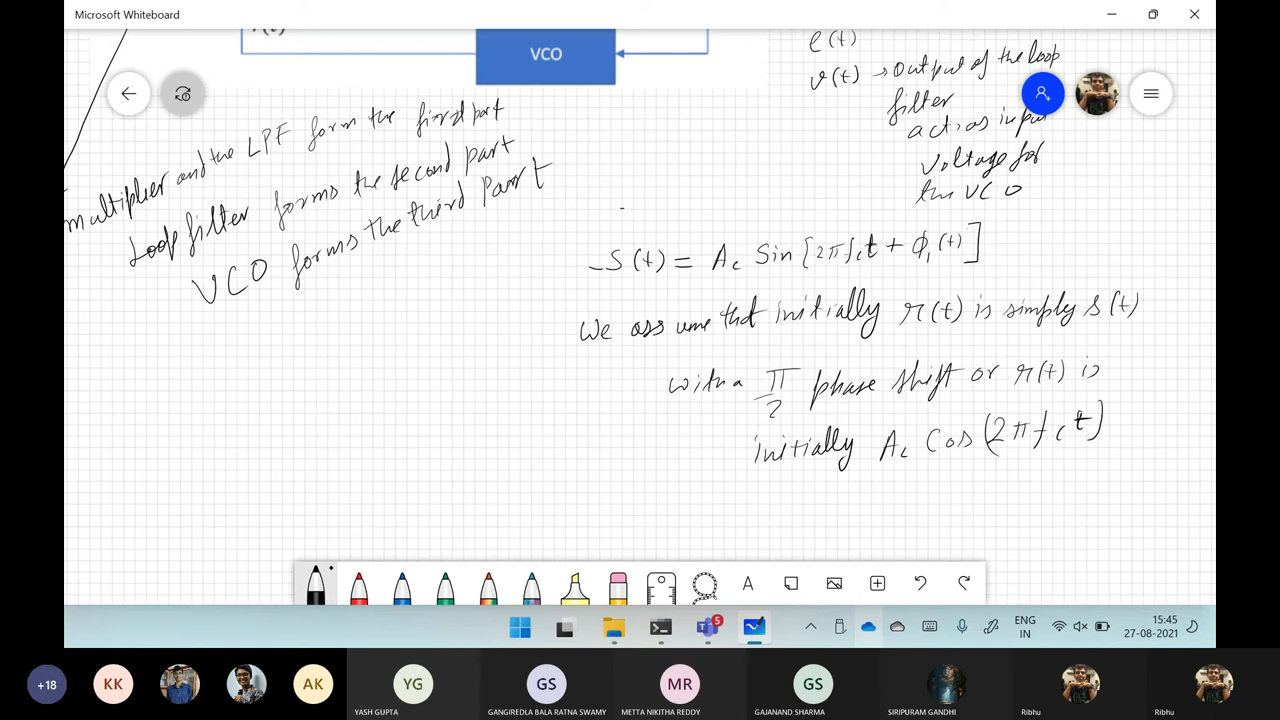 Microsoft Whiteboard
VCO
e(t)
v(t) → Output of the loop
filter
act as input
voltage for
the VCO
multiplier and the LPF form the first part
Loop filter forms the second part
VCO forms the third part
S(t) = Ac Sin[2πfct + ϕ1(t)]
We assume that initially r(t) is simply s(t)
with a π/2 phase shift or r(t) is
initially Ac Cos(2πfct)
A
5
ENG
IN
15:45
27-08-2021
+18
KK
AK
YG
GS
MR
GS
YASH GUPTA
GANGIREDLA BALA RATNA SWAMY
METTA NIKITHA REDDY
GAJANAND SHARMA
SIRIPURAM GANDHI
Ribhu
Ribhu